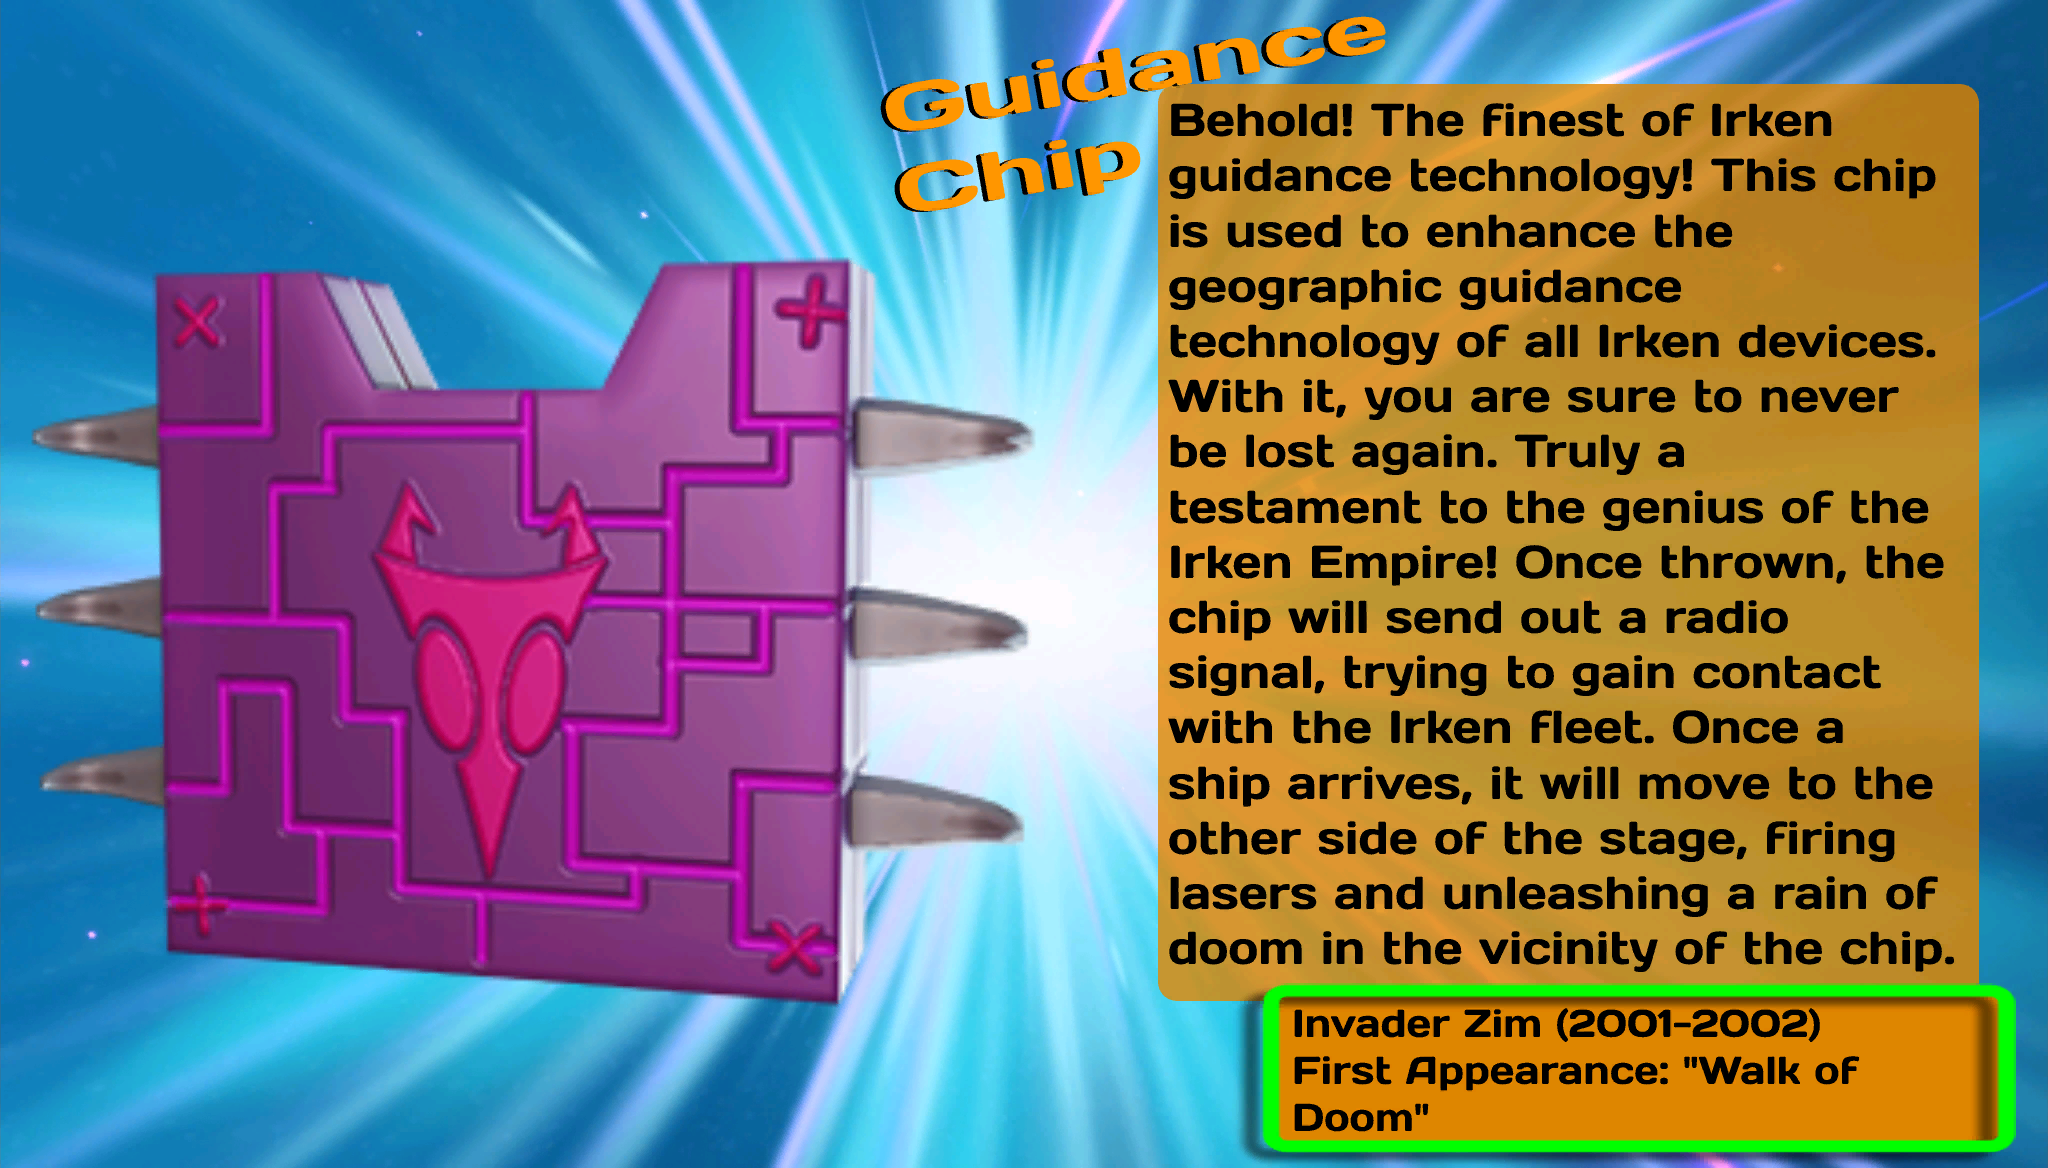 Guidance
Chip
Behold! The finest of Irken
guidance technology! This chip
is used to enhance the
geographic guidance
technology of all Irken devices.
With it, you are sure to never
be lost again. Truly a
testament to the genius of the
Irken Empire! Once thrown, the
chip will send out a radio
signal, trying to gain contact
with the Irken fleet. Once a
ship arrives, it will move to the
other side of the stage, firing
lasers and unleashing a rain of
doom in the vicinity of the chip.
Invader Zim (2001-2002)
First Appearance: "Walk of
Doom"